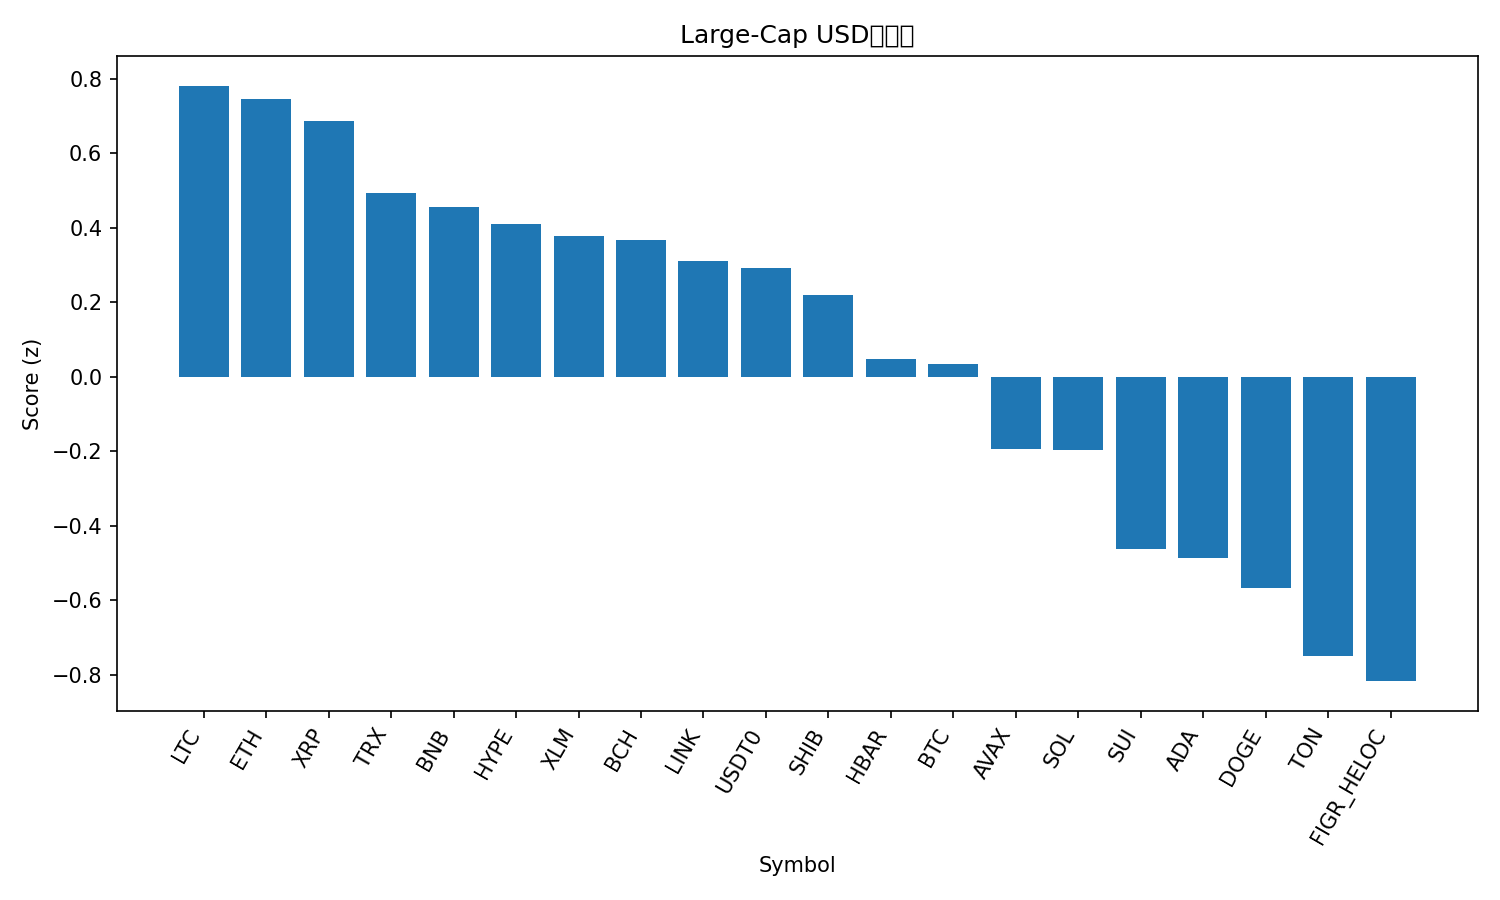 Large-Cap USD
0.8
0.6
0.4
0.2
0.0
−0.2
−0.4
−0.6
−0.8
Score (z)
LTC
ETH
XRP
TRX
BNB
HYPE
XLM
BCH
LINK
USDT0
SHIB
HBAR
BTC
AVAX
SOL
SUI
ADA
DOGE
TON
FIGR_HELOC
Symbol